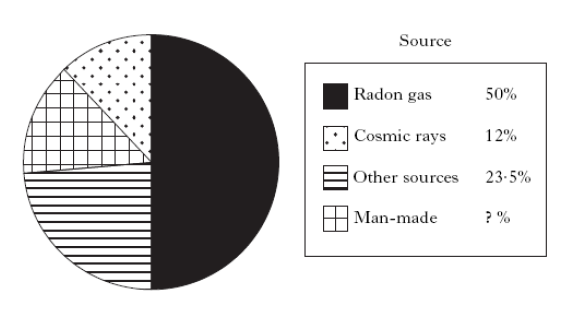 Source
Radon gas 50%
Cosmic rays 12%
Other sources 23·5%
Man-made ? %